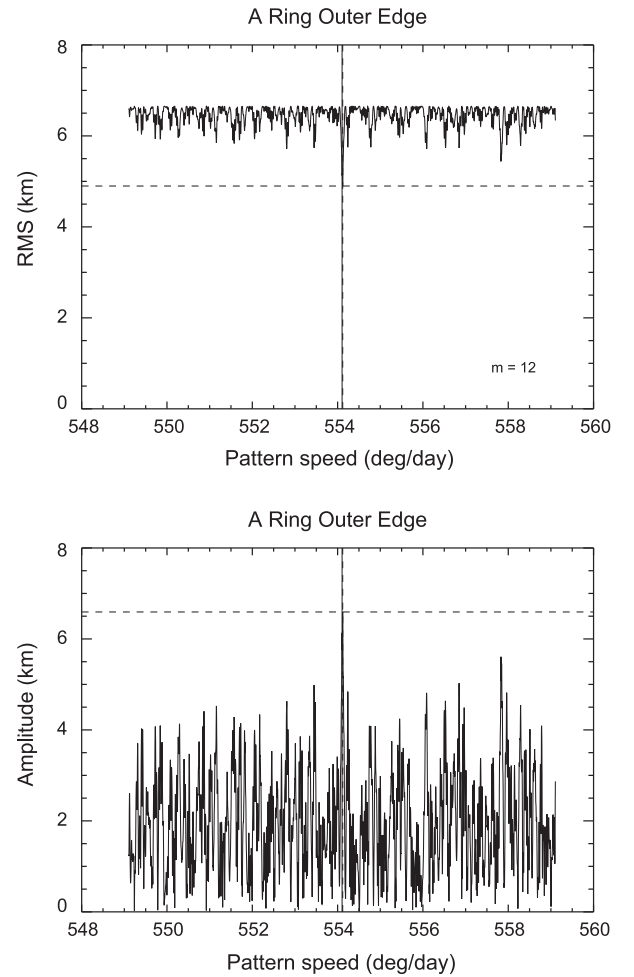 A Ring Outer Edge
8
6
4
2
0
RMS (km)
m = 12
548 550 552 554 556 558 560
Pattern speed (deg/day)
A Ring Outer Edge
8
6
4
2
0
Amplitude (km)
548 550 552 554 556 558 560
Pattern speed (deg/day)